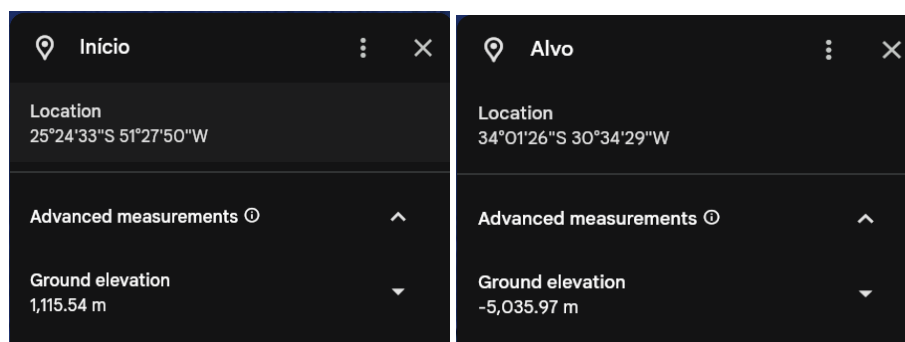 Início
Location
25°24'33"S 51°27'50"W
Advanced measurements
Ground elevation
1,115.54 m
Alvo
Location
34°01'26"S 30°34'29"W
Advanced measurements
Ground elevation
-5,035.97 m